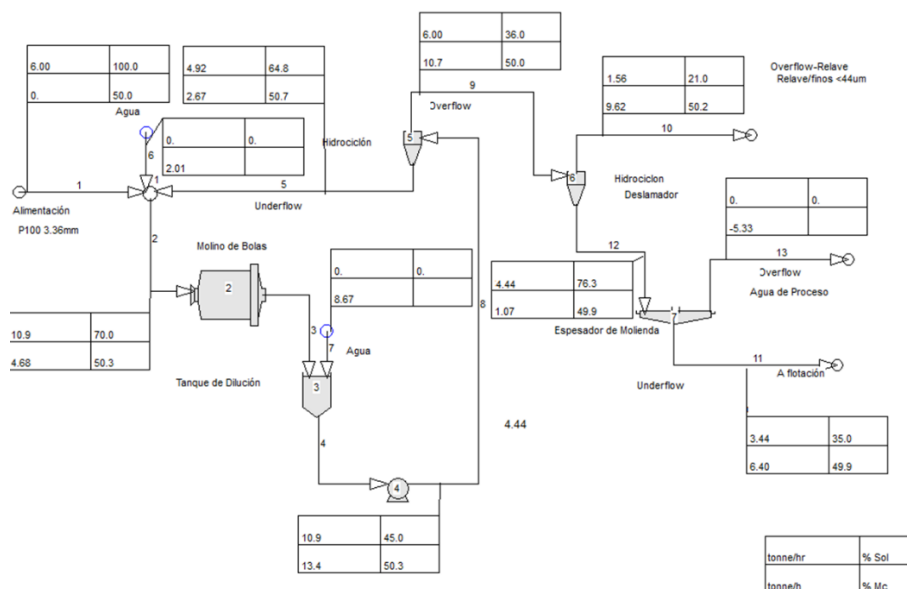 6.00 100.0
0. 50.0
4.92 64.8
2.67 50.7
6.00 36.0
10.7 50.0
1.56 21.0
9.62 50.2
Overflow-Relave
Relave/finos <44um
Agua
0. 0.
2.01
Hidrociclón
9
Overflow
10
5
6
1
1
5
6
Alimentación
P100 3.36mm
Underflow
Hidrociclon
Deslamador
2
Molino de Bolas
2
0. 0.
8.67
8
12
0. 0.
-5.33
13
Overflow
Agua de Proceso
4.44 76.3
1.07 49.9
7
Espesador de Molienda
10.9 70.0
4.68 50.3
3
7
Agua
Tanque de Dilución
3
11
A flotación
Underflow
4.44
4
4
3.44 35.0
6.40 49.9
10.9 45.0
13.4 50.3
tonne/hr % Sol
tonne/h % Mc